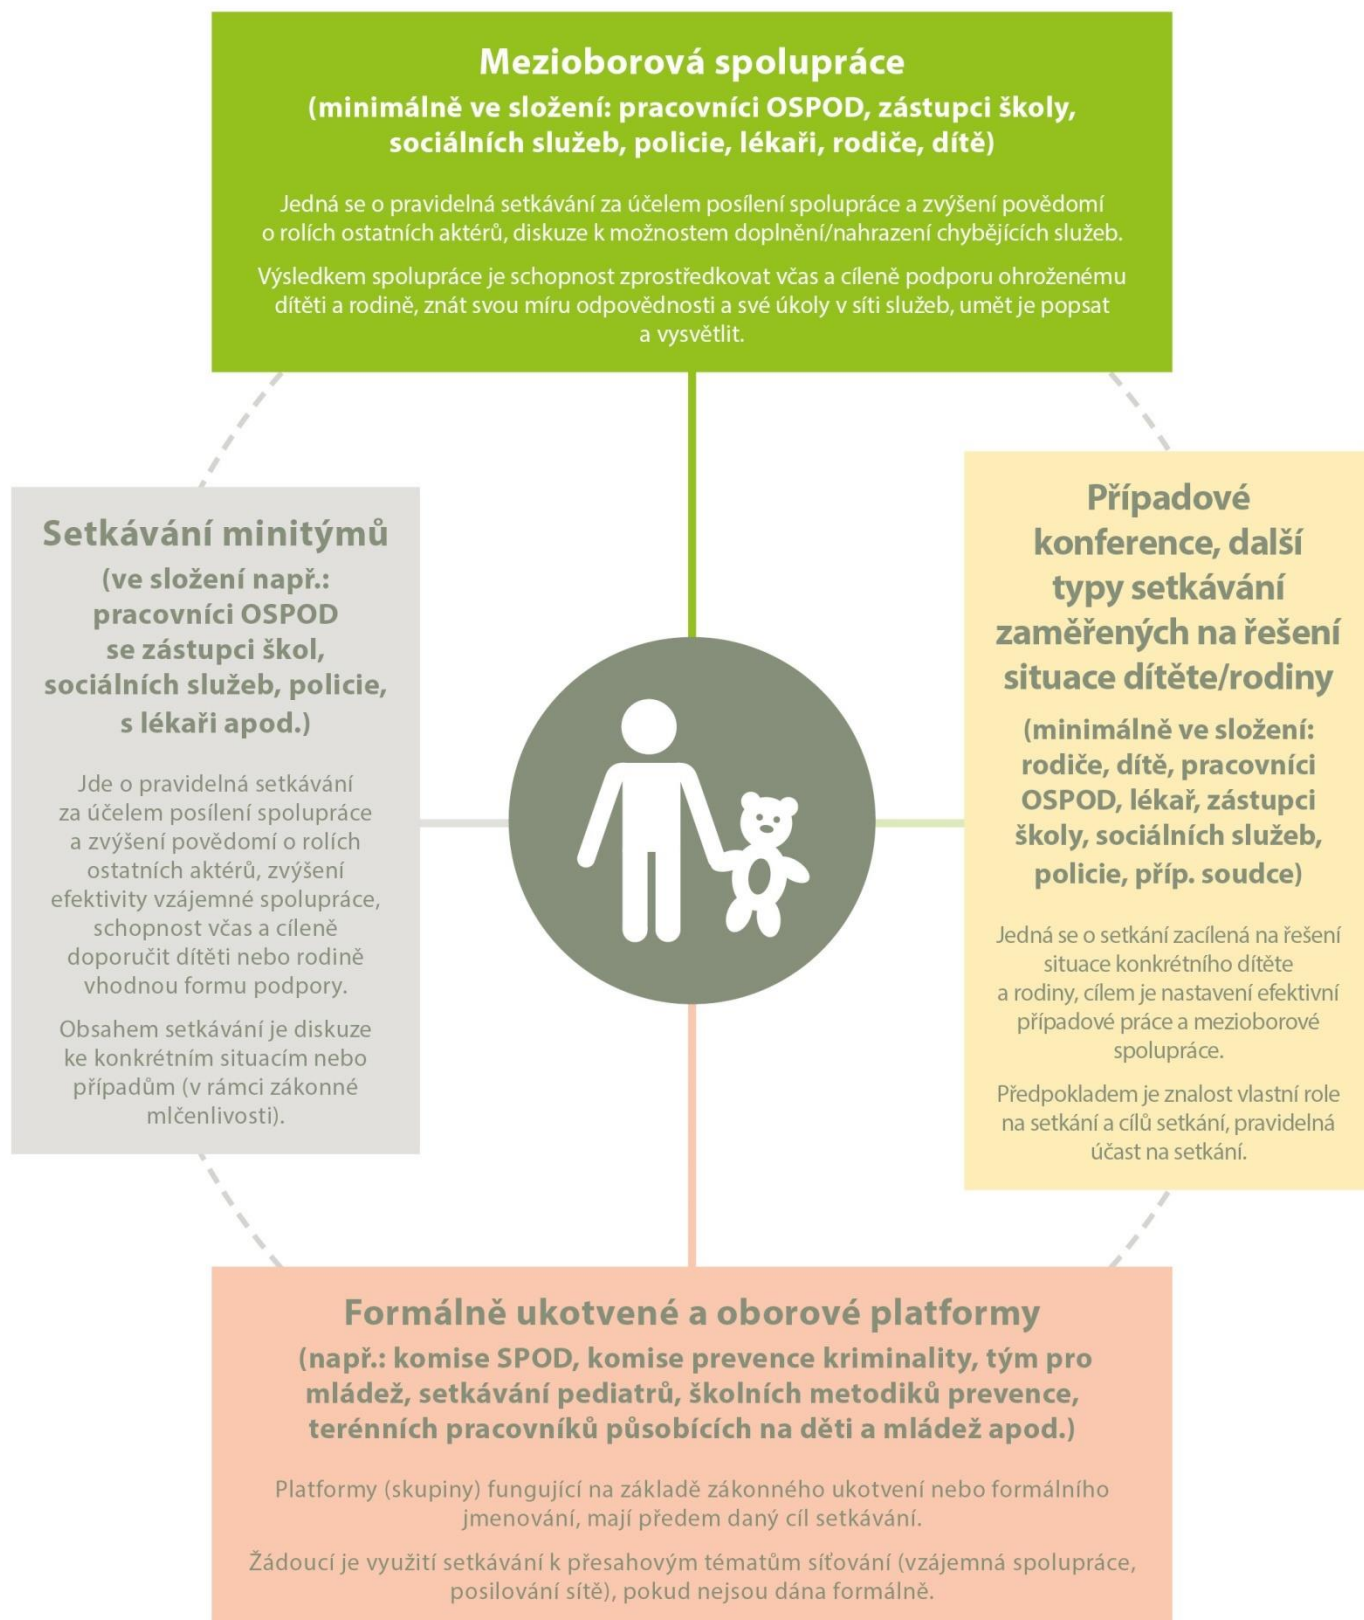 Mezioborová spolupráce
(minimálně ve složení: pracovníci OSPOD, zástupci školy,
sociálních služeb, policie, lékaři, rodiče, dítě)
Jedná se o pravidelná setkávání za účelem posílení spolupráce a zvýšení povědomí
o rolích ostatních aktérů, diskuze k možnostem doplnění/nahrazení chybějících služeb.
Výsledkem spolupráce je schopnost zprostředkovat včas a cíleně podporu ohroženému
dítěti a rodině, znát svou míru odpovědnosti a své úkoly v síti služeb, umět je popsat
a vysvětlit.
Setkávání minitýmů
(ve složení např.:
pracovníci OSPOD
se zástupci škol,
sociálních služeb, policie,
s lékaři apod.)
Jde o pravidelná setkávání
za účelem posílení spolupráce
a zvýšení povědomí o rolích
ostatních aktérů, zvýšení
efektivity vzájemné spolupráce,
schopnost včas a cíleně
doporučit dítěti nebo rodině
vhodnou formu podpory.
Obsahem setkávání je diskuze
ke konkrétním situacím nebo
případům (v rámci zákonné
mlčenlivosti).
Případové
konference, další
typy setkávání
zaměřených na řešení
situace dítěte/rodiny
(minimálně ve složení:
rodiče, dítě, pracovníci
OSPOD, lékař, zástupci
školy, sociálních služeb,
policie, příp. soudce)
Jedná se o setkání zacílená na řešení
situace konkrétního dítěte
a rodiny, cílem je nastavení efektivní
případové práce a mezioborové
spolupráce.
Předpokladem je znalost vlastní role
na setkání a cílů setkání, pravidelná
účast na setkání.
Formálně ukotvené a oborové platformy
(např.: komise SPOD, komise prevence kriminality, tým pro
mládež, setkávání pediatrů, školních metodiků prevence,
terénních pracovníků působících na děti a mládež apod.)
Platformy (skupiny) fungující na základě zákonného ukotvení nebo formálního
jmenování, mají předem daný cíl setkávání.
Žádoucí je využití setkávání k přesahovým tématům síťování (vzájemná spolupráce,
posilování sítě), pokud nejsou dána formálně.